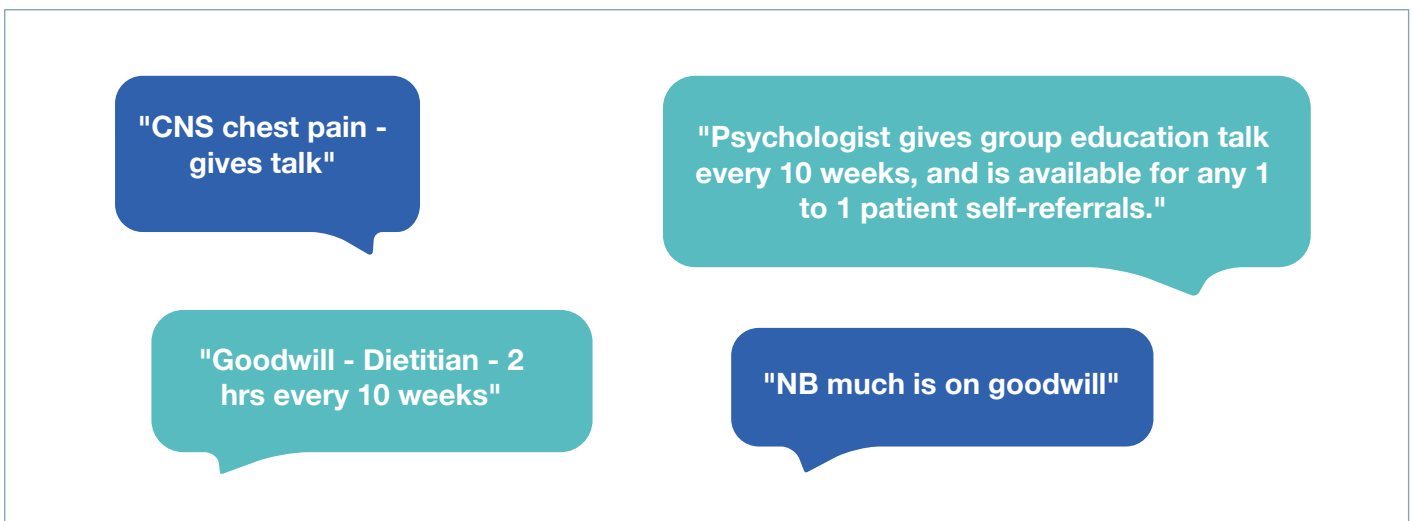 "CNS chest pain -
gives talk"
"Psychologist gives group education talk
every 10 weeks, and is available for any 1
to 1 patient self-referrals."
"Goodwill - Dietitian - 2
hrs every 10 weeks"
"NB much is on goodwill"